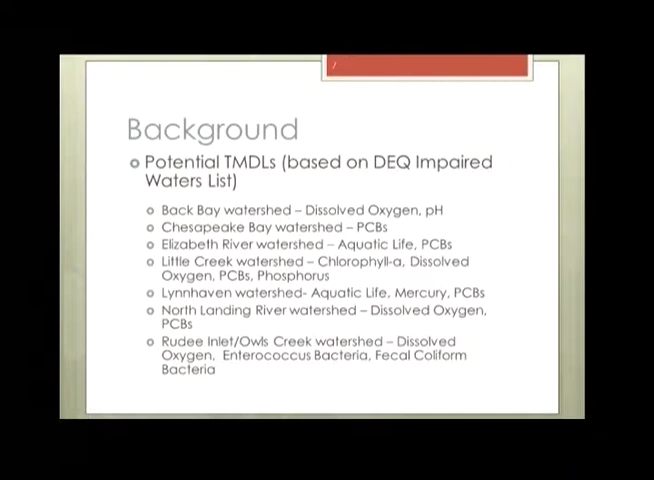 Background
Potential TMDLs (based on DEQ Impaired
Waters List)
Back Bay watershed – Dissolved Oxygen, pH
Chesapeake Bay watershed – PCBs
Elizabeth River watershed – Aquatic Life, PCBs
Little Creek watershed – Chlorophyll-a, Dissolved
Oxygen, PCBs, Phosphorus
Lynnhaven watershed- Aquatic Life, Mercury, PCBs
North Landing River watershed – Dissolved Oxygen,
PCBs
Rudee Inlet/Owls Creek watershed – Dissolved
Oxygen, Enterococcus Bacteria, Fecal Coliform
Bacteria